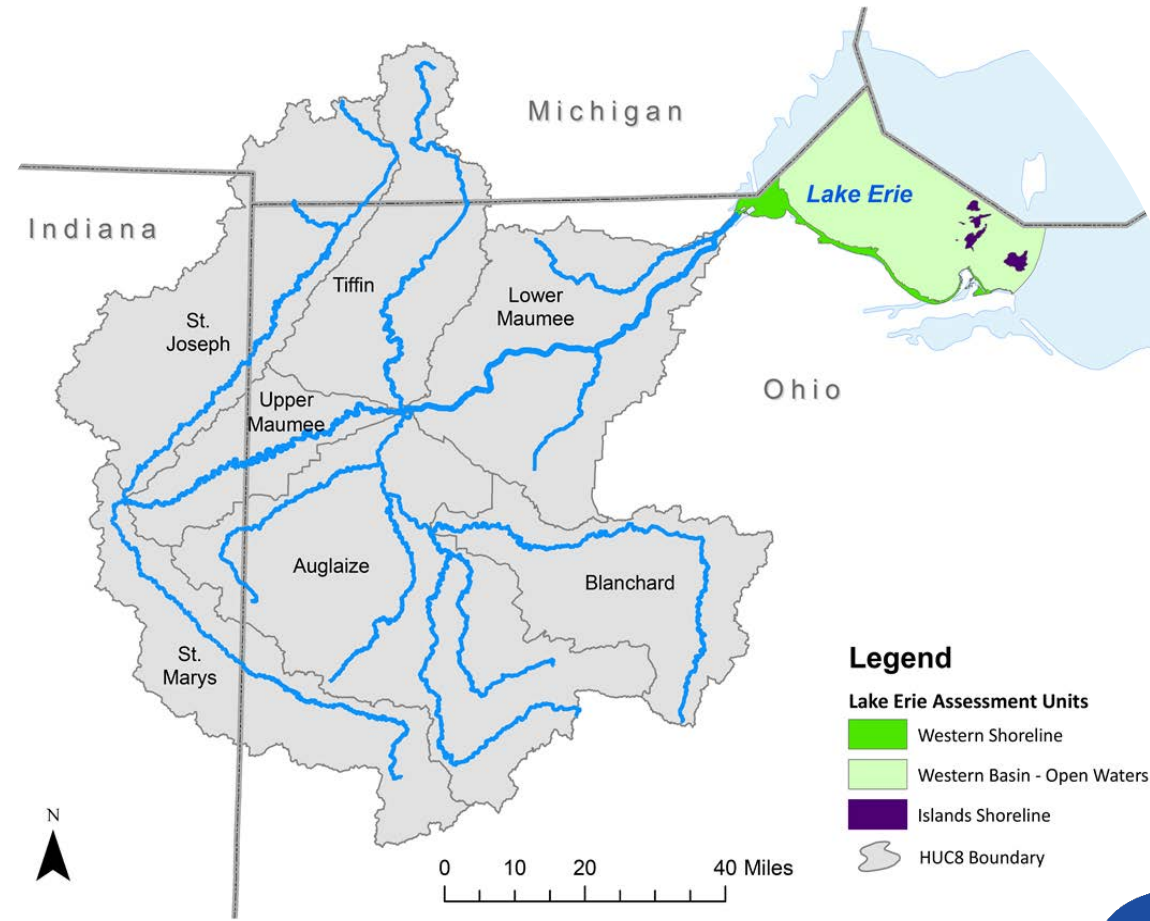 Michigan
Lake Erie
Indiana
Tiffin
Lower
Maumee
St.
Joseph
Ohio
Upper
Maumee
Auglaize
Blanchard
St.
Marys
Legend
Lake Erie Assessment Units
Western Shoreline
Western Basin - Open Waters
Islands Shoreline
HUC8 Boundary
N
0 10 20 40 Miles